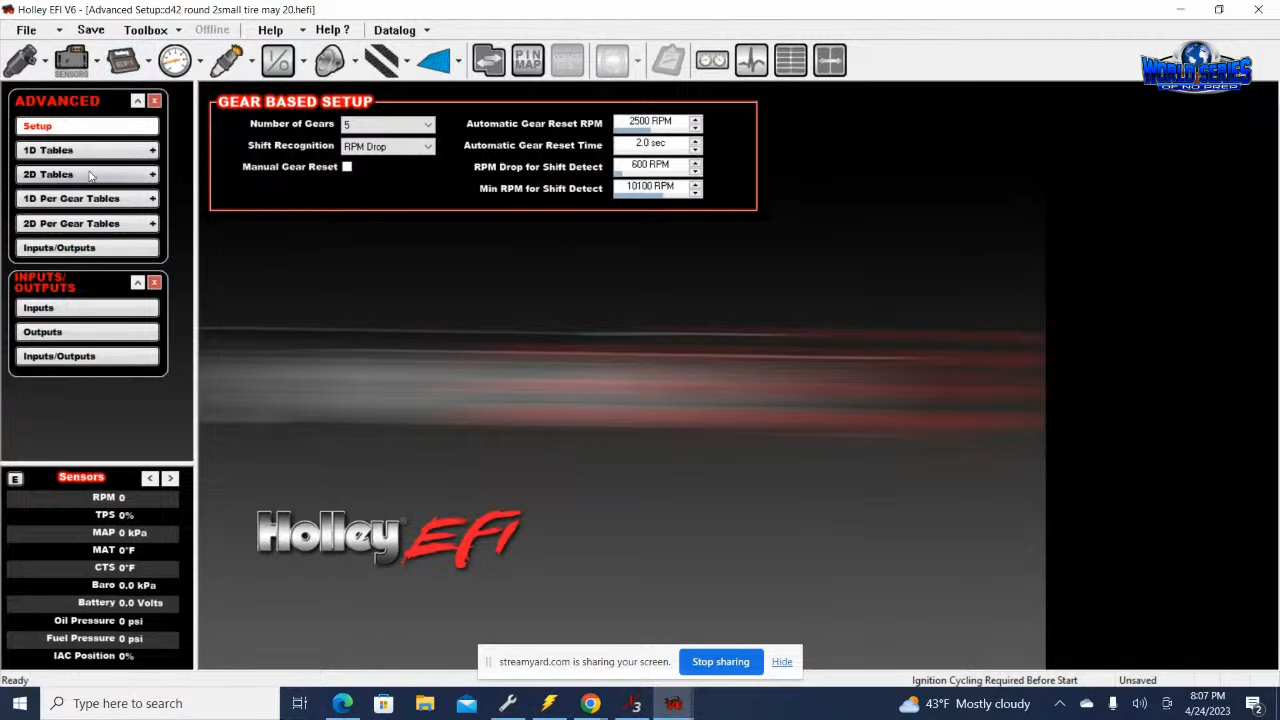 Holley EFI V6 - [Advanced Setup::d42 round 2small tire may 20.hefi]
File Save Toolbox Offline Help Help ? Datalog
SENSORS EFI I/O PIN MAP
WORLD SERIES
OF NO PREP
ADVANCED
Setup
1D Tables +
2D Tables +
1D Per Gear Tables +
2D Per Gear Tables +
Inputs/Outputs
INPUTS/
OUTPUTS
Inputs
Outputs
Inputs/Outputs
GEAR BASED SETUP
Number of Gears 5 Automatic Gear Reset RPM 2500 RPM
Shift Recognition RPM Drop Automatic Gear Reset Time 2.0 sec
Manual Gear Reset RPM Drop for Shift Detect 600 RPM
Min RPM for Shift Detect 10100 RPM
E Sensors < >
RPM 0
TPS 0%
MAP 0 kPa
MAT 0°F
CTS 0°F
Baro 0.0 kPa
Battery 0.0 Volts
Oil Pressure 0 psi
Fuel Pressure 0 psi
IAC Position 0%
Holley EFI
streamyard.com is sharing your screen. Stop sharing Hide
Ready Ignition Cycling Required Before Start Unsaved
Type here to search
43°F Mostly cloudy
8:07 PM
4/24/2023
2